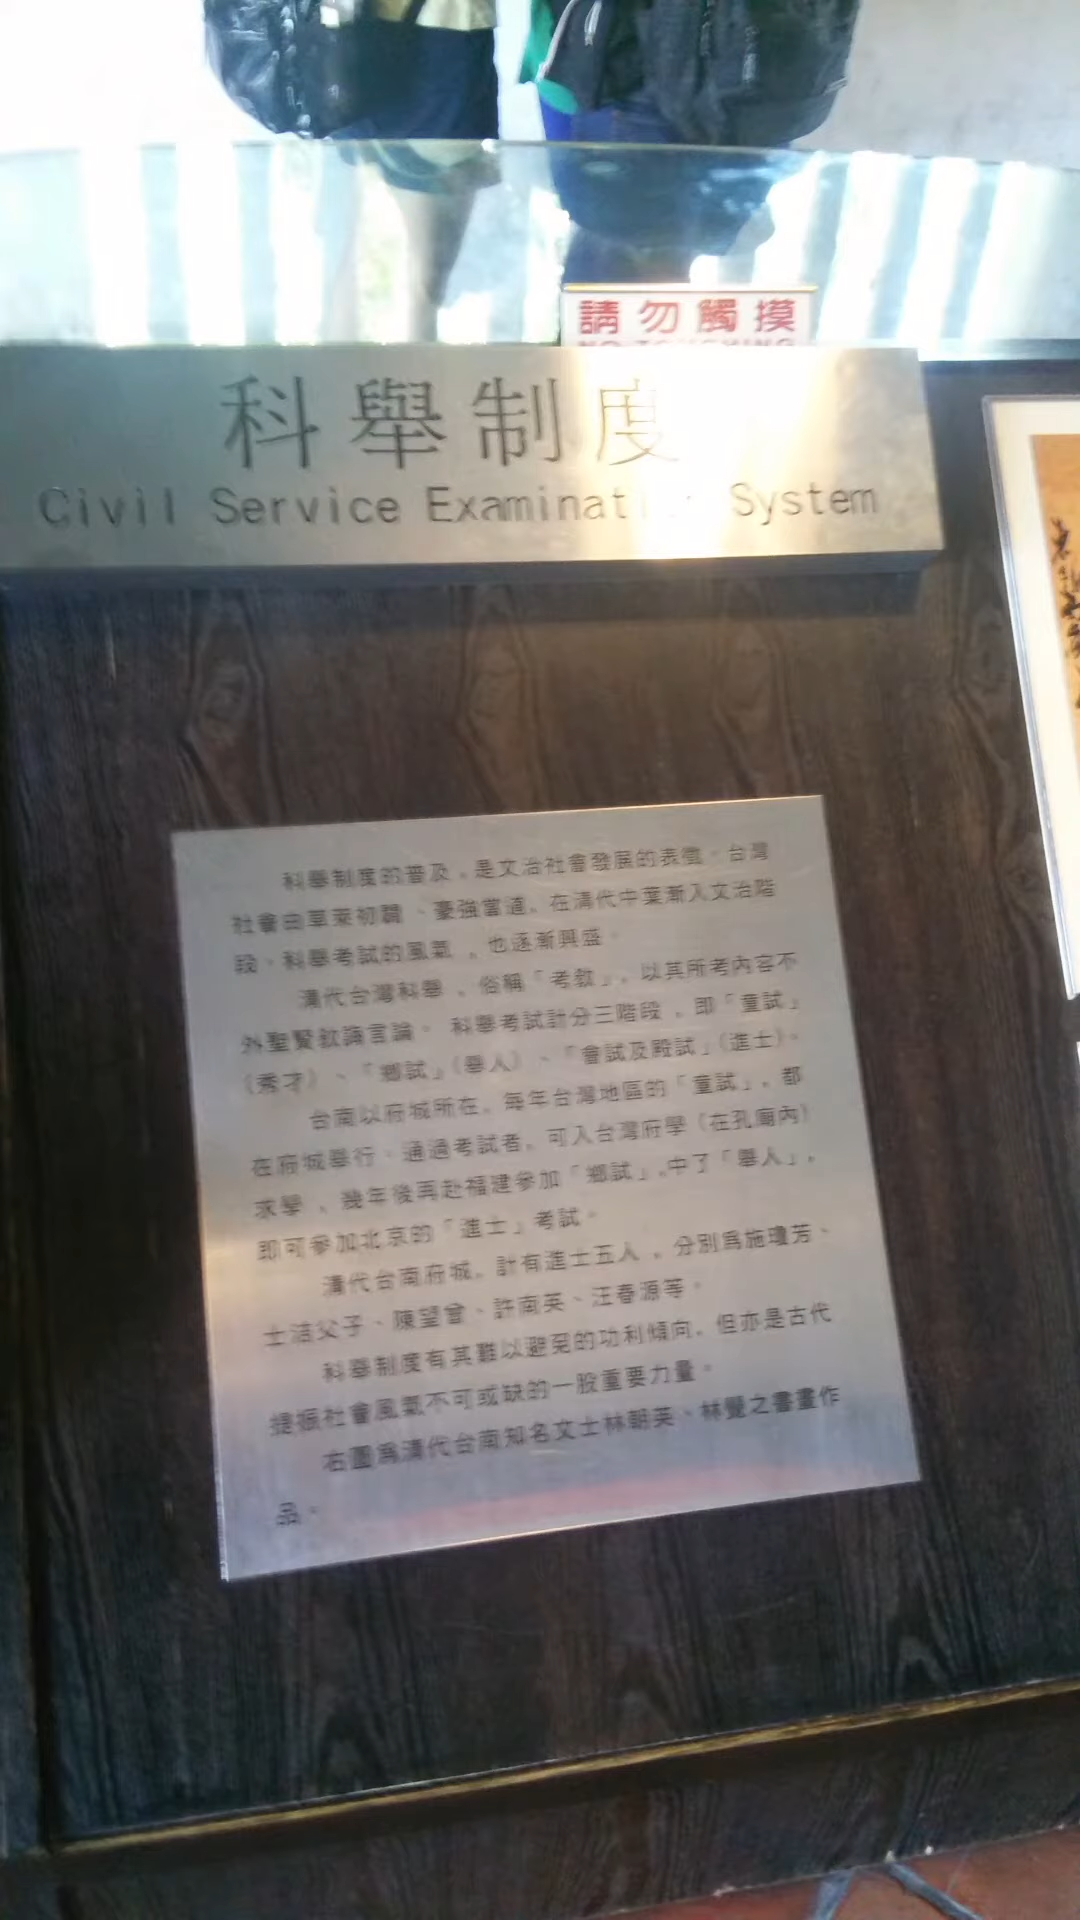 請勿觸摸
NO TOUCHING
科舉制度
Civil Service Examination System
科舉制度的普及，是文治社會發展的表徵。台灣
社會由草萊初闢、豪強當道，在清代中葉漸入文治階
段。科舉考試的風氣，也逐漸興盛。
清代台灣科舉，俗稱「考教」，以其所考內容不
外聖賢教誨言論。科舉考試計分三階段，即「童試」
（秀才）、「鄉試」（舉人）、「會試及殿試」（進士）。
台南以府城所在，每年台灣地區的「童試」，都
在府城舉行。通過考試者，可入台灣府學（在孔廟內）
求學，幾年後再赴福建參加「鄉試」，中了「舉人」，
即可參加北京的「進士」考試。
清代台南府城，計有進士五人，分別為施瓊芳、
士洁父子、陳望曾、許南英、汪春源等。
科舉制度有其難以避免的功利傾向，但亦是古代
提振社會風氣不可或缺的一股重要力量。
右圖為清代台南知名文士林朝英、林覺之書畫作
品。